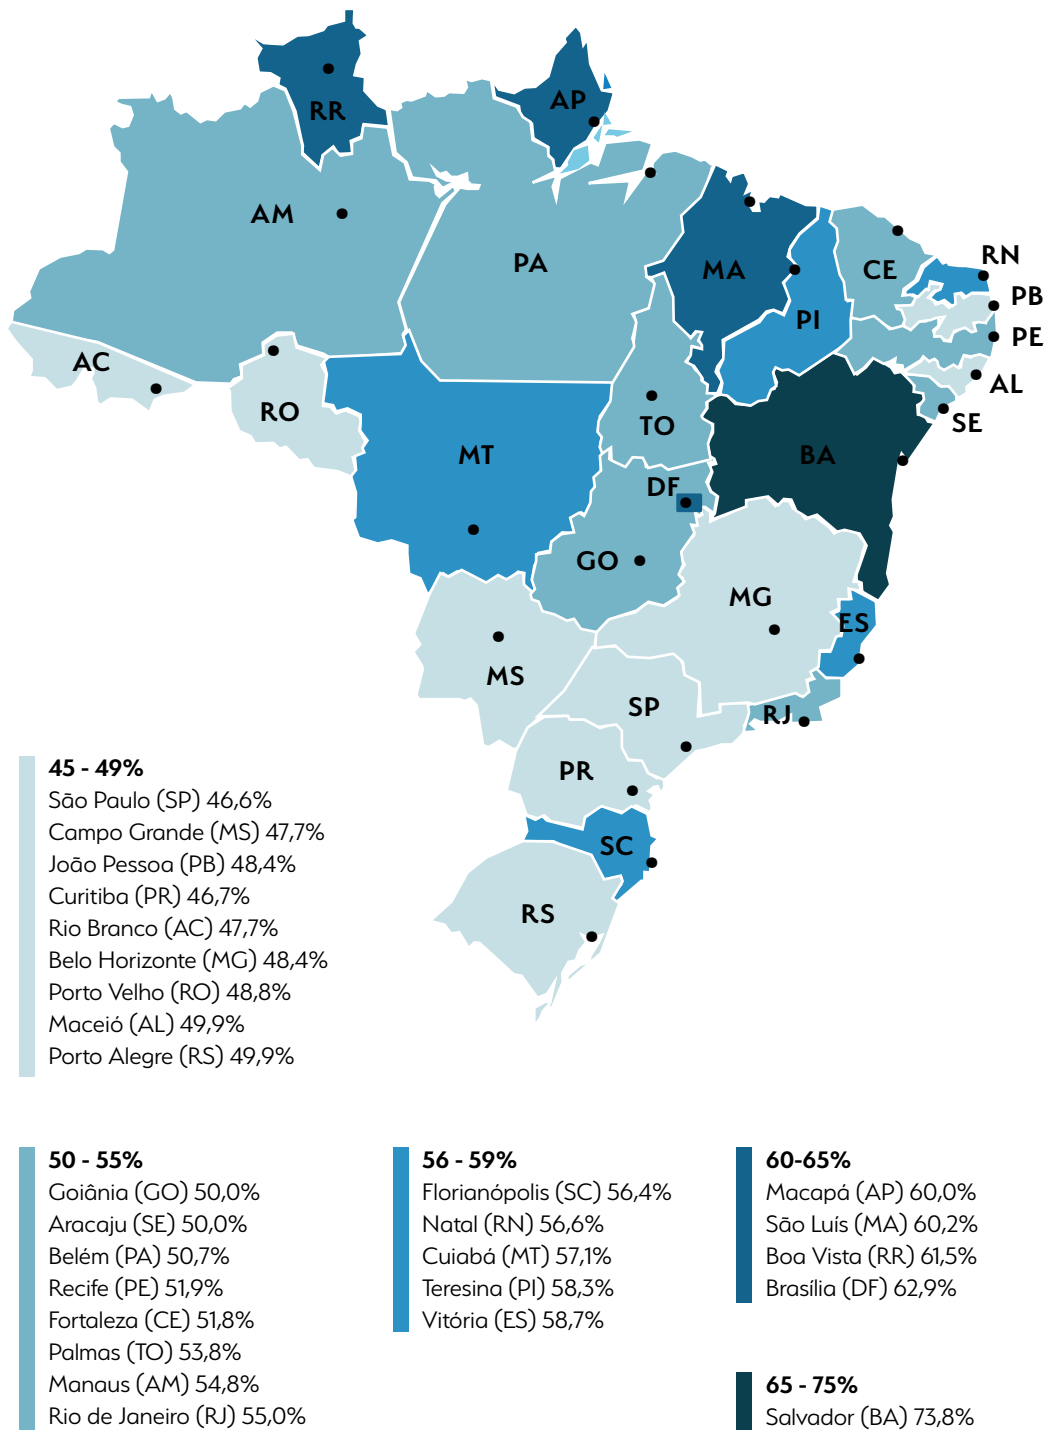 RR
AP
AM
PA
MA
CE
RN
PB
PI
PE
AC
AL
RO
TO
SE
MT
BA
DF
GO
MG
ES
MS
SP
RJ
PR
SC
RS
45 - 49%
São Paulo (SP) 46,6%
Campo Grande (MS) 47,7%
João Pessoa (PB) 48,4%
Curitiba (PR) 46,7%
Rio Branco (AC) 47,7%
Belo Horizonte (MG) 48,4%
Porto Velho (RO) 48,8%
Maceió (AL) 49,9%
Porto Alegre (RS) 49,9%
50 - 55%
Goiânia (GO) 50,0%
Aracaju (SE) 50,0%
Belém (PA) 50,7%
Recife (PE) 51,9%
Fortaleza (CE) 51,8%
Palmas (TO) 53,8%
Manaus (AM) 54,8%
Rio de Janeiro (RJ) 55,0%
56 - 59%
Florianópolis (SC) 56,4%
Natal (RN) 56,6%
Cuiabá (MT) 57,1%
Teresina (PI) 58,3%
Vitória (ES) 58,7%
60-65%
Macapá (AP) 60,0%
São Luís (MA) 60,2%
Boa Vista (RR) 61,5%
Brasília (DF) 62,9%
65 - 75%
Salvador (BA) 73,8%